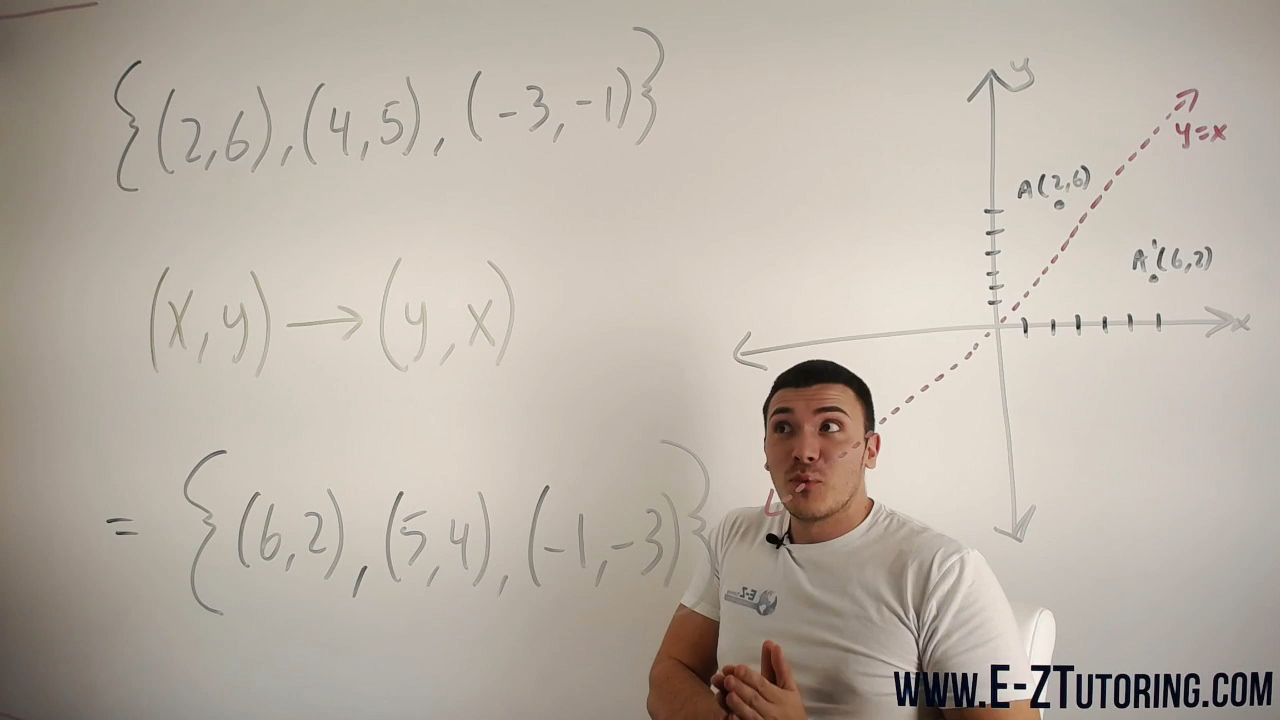 {(2,6),(4,5),(-3,-1)}
(x,y)→(y,x)
= {(6,2),(5,4),(-1,-3)}
y
y=x
A(2,6)
A'(6,2)
x
E-Z
www.E-ZTutoring.com